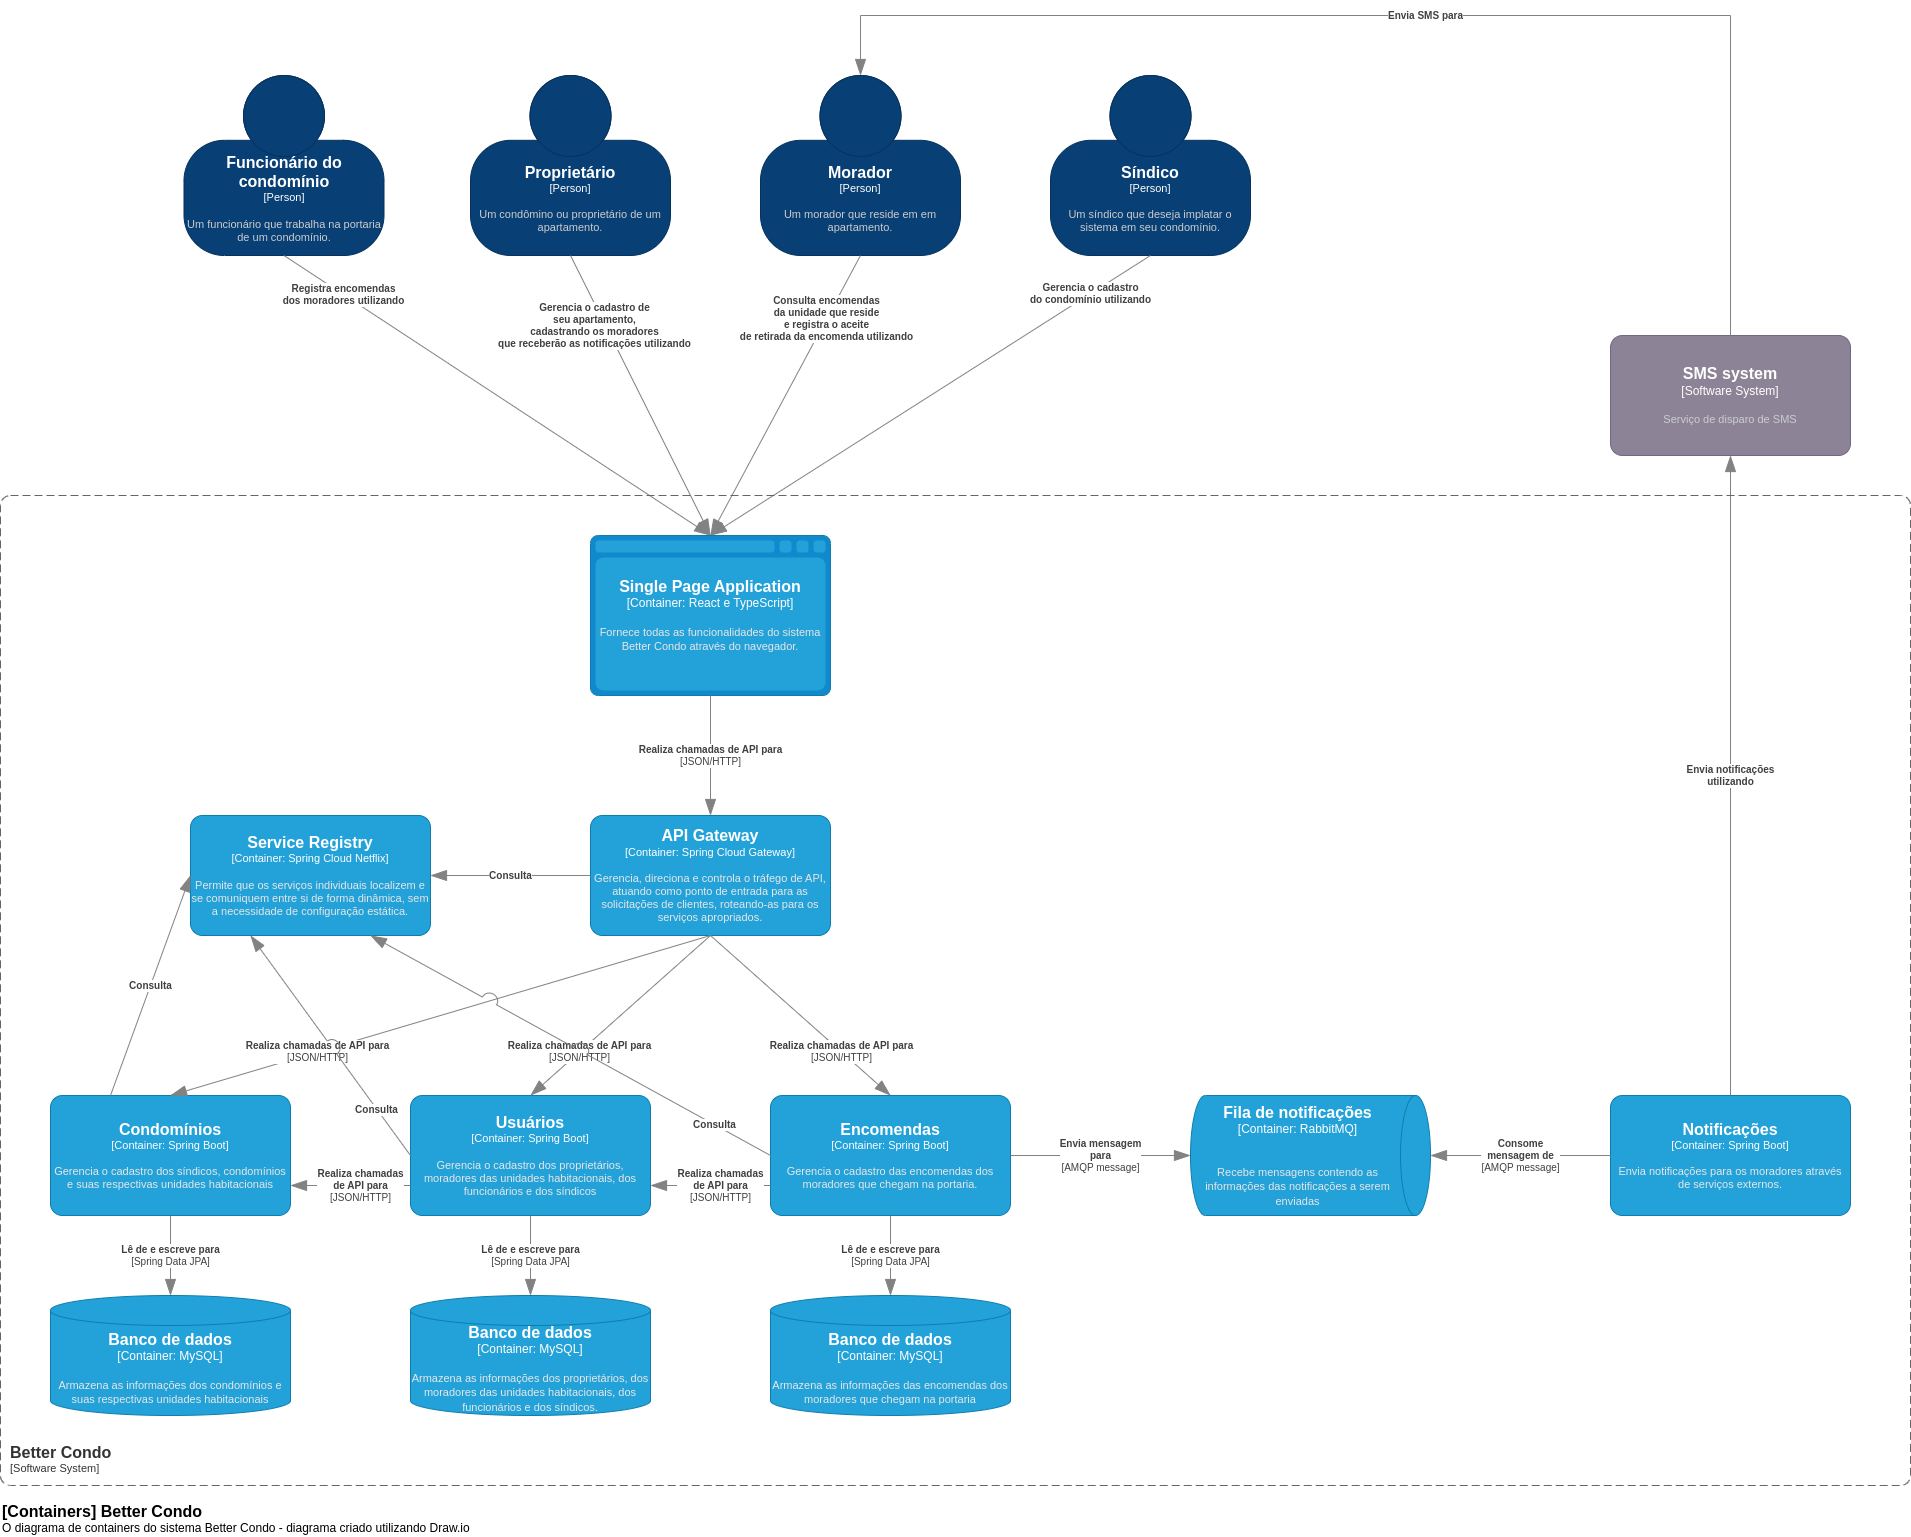 Envia SMS para
Funcionário do
condomínio
[Person]
Um funcionário que trabalha na portaria
de um condomínio.
Proprietário
[Person]
Um condômino ou proprietário de um
apartamento.
Morador
[Person]
Um morador que reside em em
apartamento.
Síndico
[Person]
Um síndico que deseja implatar o
sistema em seu condomínio.
Registra encomendas
dos moradores utilizando
Gerencia o cadastro de
seu apartamento,
cadastrando os moradores
que receberão as notificações utilizando
Consulta encomendas
da unidade que reside
e registra o aceite
de retirada da encomenda utilizando
Gerencia o cadastro
do condomínio utilizando
SMS system
[Software System]
Serviço de disparo de SMS
Single Page Application
[Container: React e TypeScript]
Fornece todas as funcionalidades do sistema
Better Condo através do navegador.
Realiza chamadas de API para
[JSON/HTTP]
Envia notificações
utilizando
Service Registry
[Container: Spring Cloud Netflix]
Permite que os serviços individuais localizem e
se comuniquem entre si de forma dinâmica, sem
a necessidade de configuração estática.
Consulta
API Gateway
[Container: Spring Cloud Gateway]
Gerencia, direciona e controla o tráfego de API,
atuando como ponto de entrada para as
solicitações de clientes, roteando-as para os
serviços apropriados.
Consulta
Realiza chamadas de API para
[JSON/HTTP]
Realiza chamadas de API para
[JSON/HTTP]
Realiza chamadas de API para
[JSON/HTTP]
Consulta
Consulta
Condomínios
[Container: Spring Boot]
Gerencia o cadastro dos síndicos, condomínios
e suas respectivas unidades habitacionais
Realiza chamadas
de API para
[JSON/HTTP]
Usuários
[Container: Spring Boot]
Gerencia o cadastro dos proprietários,
moradores das unidades habitacionais, dos
funcionários e dos síndicos
Realiza chamadas
de API para
[JSON/HTTP]
Encomendas
[Container: Spring Boot]
Gerencia o cadastro das encomendas dos
moradores que chegam na portaria.
Envia mensagem
para
[AMQP message]
Fila de notificações
[Container: RabbitMQ]
Recebe mensagens contendo as
informações das notificações a serem
enviadas
Consome
mensagem de
[AMQP message]
Notificações
[Container: Spring Boot]
Envia notificações para os moradores através
de serviços externos.
Lê de e escreve para
[Spring Data JPA]
Lê de e escreve para
[Spring Data JPA]
Lê de e escreve para
[Spring Data JPA]
Banco de dados
[Container: MySQL]
Armazena as informações dos condomínios e
suas respectivas unidades habitacionais
Banco de dados
[Container: MySQL]
Armazena as informações dos proprietários, dos
moradores das unidades habitacionais, dos
funcionários e dos síndicos.
Banco de dados
[Container: MySQL]
Armazena as informações das encomendas dos
moradores que chegam na portaria
Better Condo
[Software System]
[Containers] Better Condo
O diagrama de containers do sistema Better Condo - diagrama criado utilizando Draw.io